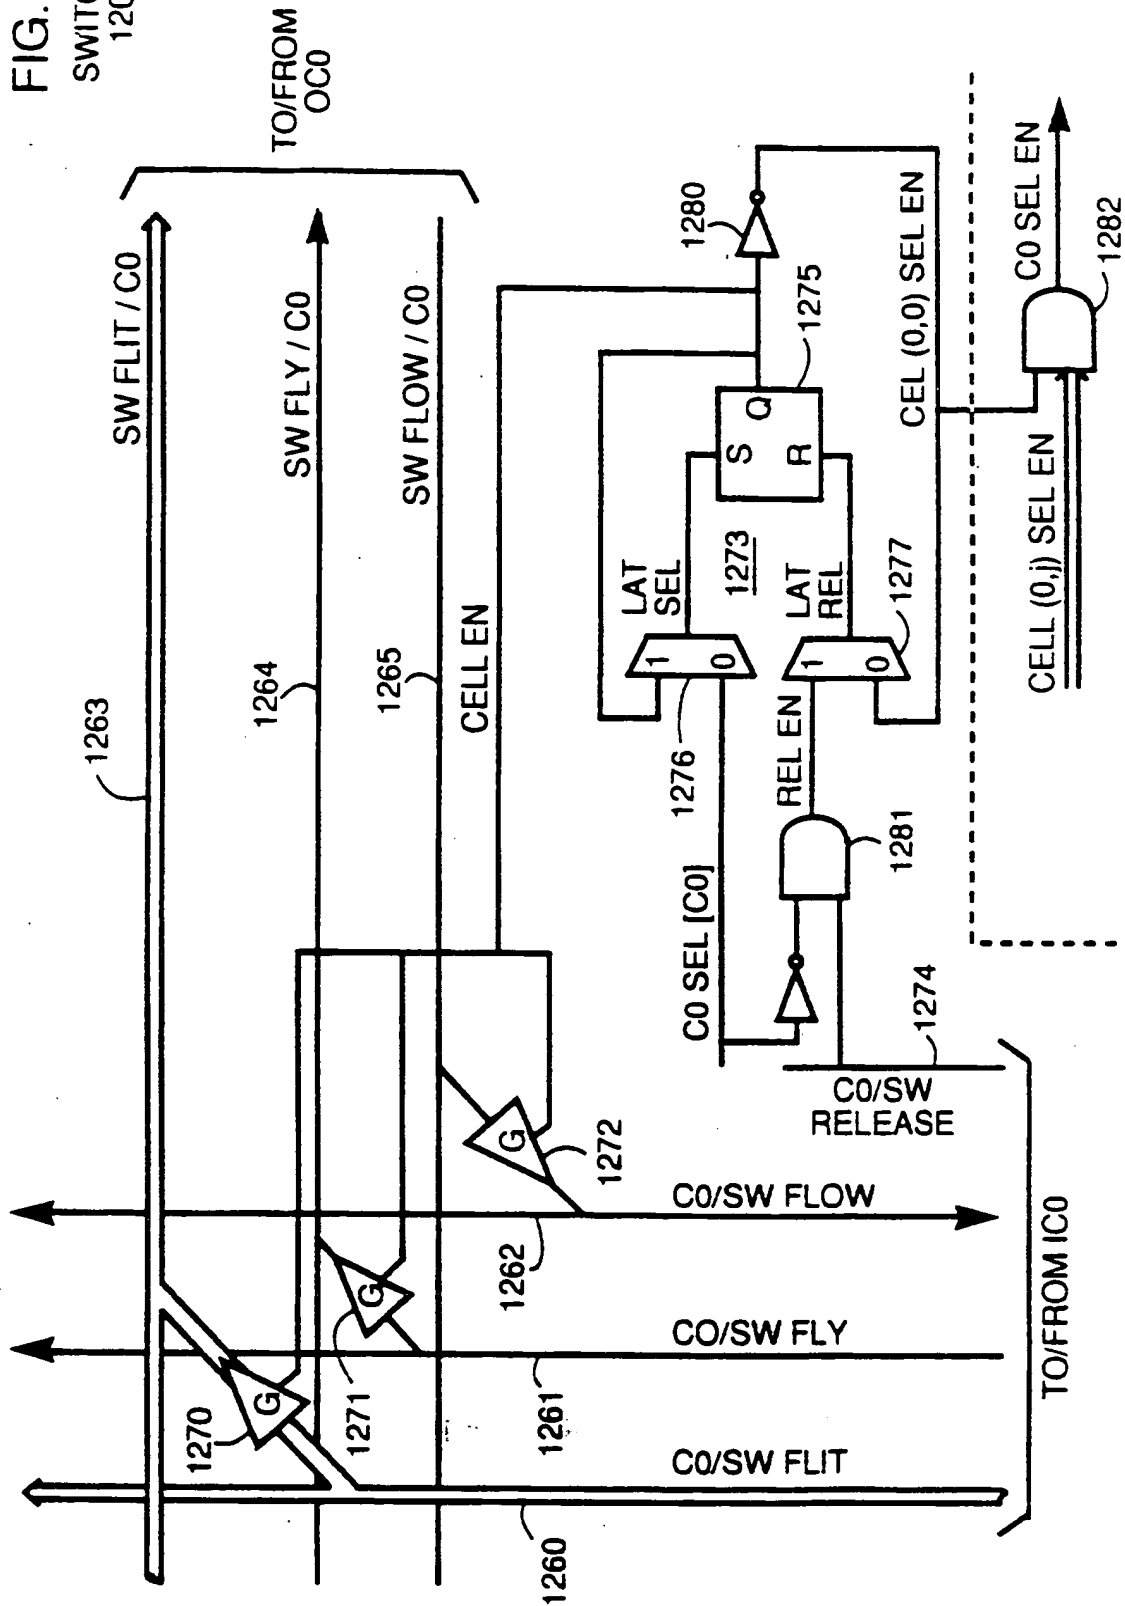 FIG.
TO/FROM
OC0
SW FLIT / C0
SW FLY / C0
SW FLOW / C0
1263
1264
1265
CELL EN
1270
G
1271
G
1272
G
1260
1261
1262
C0/SW FLIT
CO/SW FLY
C0/SW FLOW
TO/FROM IC0
C0/SW
RELEASE
1274
C0 SEL [C0]
1281
REL EN
1276
1
0
LAT
SEL
1273
1
0
LAT
REL
1277
S
Q
R
1275
1280
CEL (0,0) SEL EN
CELL (0,j) SEL EN
C0 SEL EN
1282